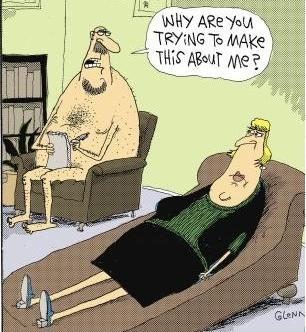 WHY ARE YOU
TRYING TO MAKE
THIS ABOUT ME?
GLENN